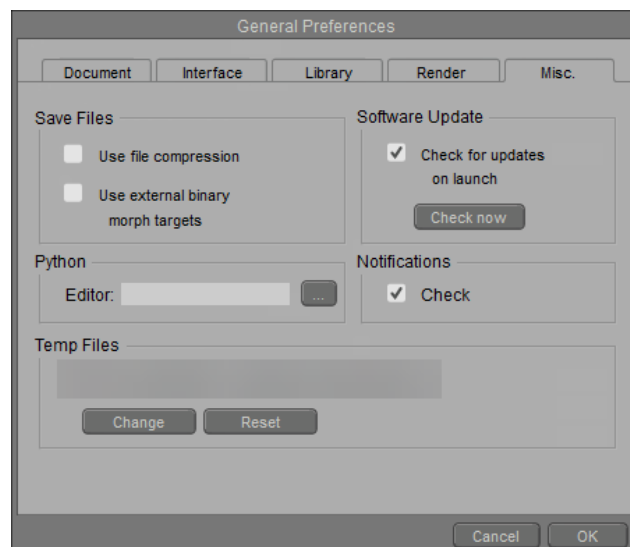 General Preferences
Document Interface Library Render Misc.
Save Files
Use file compression
Use external binary
morph targets
Software Update
Check for updates
on launch
Check now
Python
Editor: ...
Notifications
Check
Temp Files
Change Reset
Cancel OK